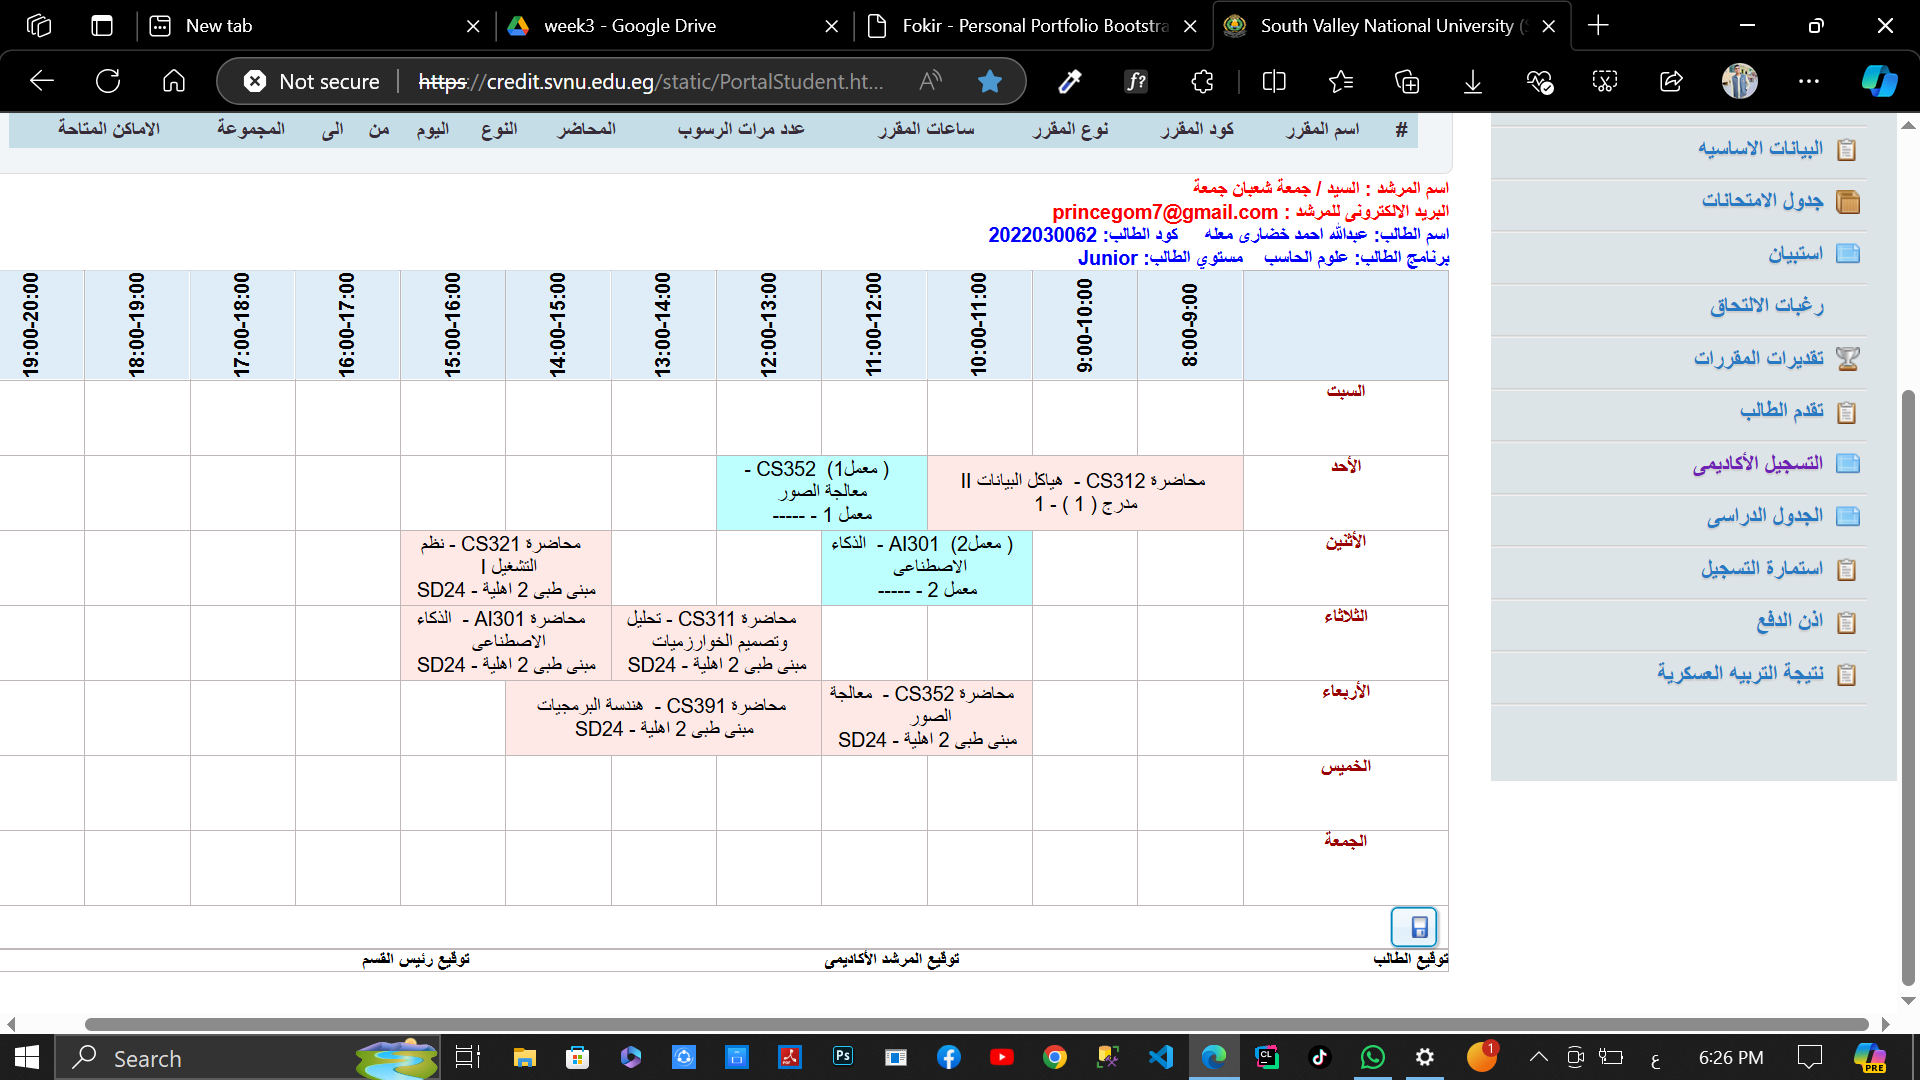 New tab
week3 - Google Drive
Fokir - Personal Portfolio Bootstra
South Valley National University (S
Not secure
https://credit.svnu.edu.eg/static/PortalStudent.ht...
# اسم المقرر كود المقرر نوع المقرر ساعات المقرر عدد مرات الرسوب المحاضر النوع اليوم من الى المجموعة الاماكن المتاحة
اسم المرشد : السيد / جمعة شعبان جمعة
البريد الالكترونى للمرشد : princegom7@gmail.com
اسم الطالب: عبدالله احمد خضارى معله كود الطالب: 2022030062
برنامج الطالب: علوم الحاسب مستوي الطالب: Junior
8:00-9:00
9:00-10:00
10:00-11:00
11:00-12:00
12:00-13:00
13:00-14:00
14:00-15:00
15:00-16:00
16:00-17:00
17:00-18:00
18:00-19:00
19:00-20:00
السبت
الأحد
محاضرة CS312 - هياكل البيانات II
مدرج ( 1 ) - 1
( معمل1) CS352 -
معالجة الصور
معمل 1 - -----
الأثنين
( معمل2) AI301 - الذكاء
الاصطناعى
معمل 2 - -----
محاضرة CS321 - نظم
التشغيل I
مبنى طبى 2 اهلية - SD24
الثلاثاء
محاضرة CS311 - تحليل
وتصميم الخوارزميات
مبنى طبى 2 اهلية - SD24
محاضرة AI301 - الذكاء
الاصطناعى
مبنى طبى 2 اهلية - SD24
الأربعاء
محاضرة CS352 - معالجة
الصور
مبنى طبى 2 اهلية - SD24
محاضرة CS391 - هندسة البرمجيات
مبنى طبى 2 اهلية - SD24
الخميس
الجمعة
توقيع الطالب
توقيع المرشد الأكاديمى
توقيع رئيس القسم
البيانات الاساسيه
جدول الامتحانات
استبيان
رغبات الالتحاق
تقديرات المقررات
تقدم الطالب
التسجيل الأكاديمى
الجدول الدراسى
استمارة التسجيل
اذن الدفع
نتيجة التربيه العسكرية
Search
Ps
CL
1
ع
6:26 PM
PRE